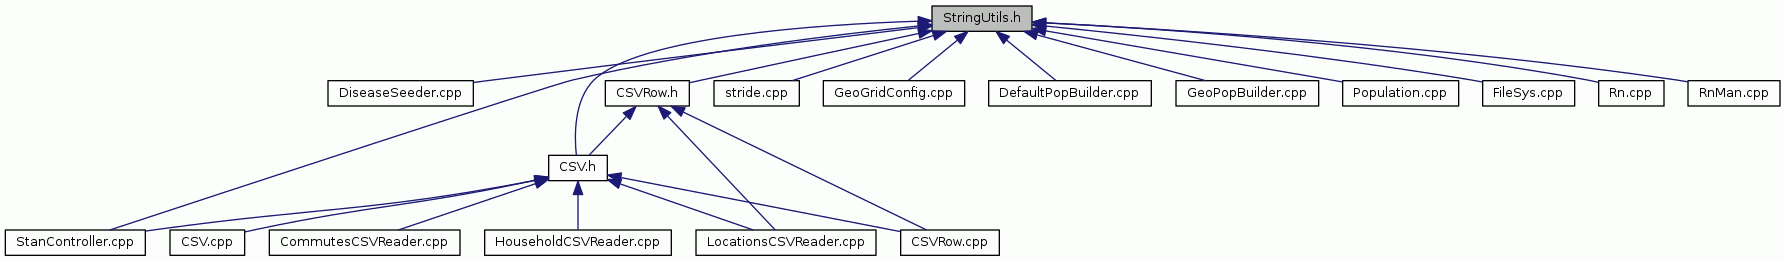 StringUtils.h
DiseaseSeeder.cpp
CSVRow.h
stride.cpp
GeoGridConfig.cpp
DefaultPopBuilder.cpp
GeoPopBuilder.cpp
Population.cpp
FileSys.cpp
Rn.cpp
RnMan.cpp
CSV.h
StanController.cpp
CSV.cpp
CommutesCSVReader.cpp
HouseholdCSVReader.cpp
LocationsCSVReader.cpp
CSVRow.cpp